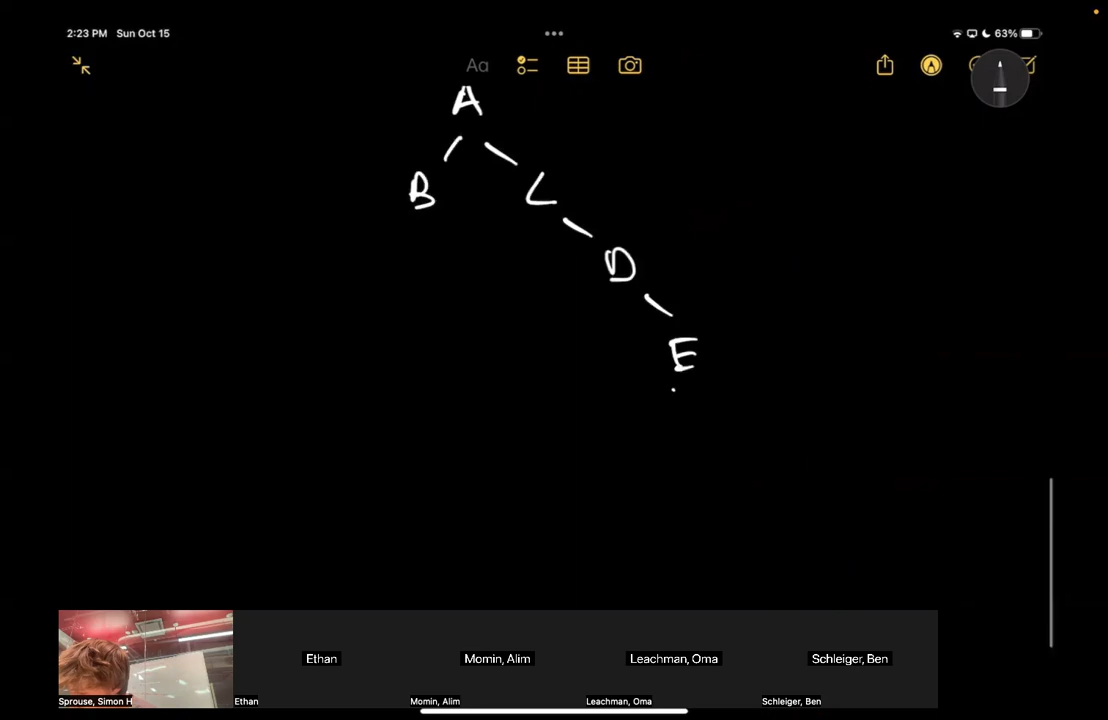 2:23 PM Sun Oct 15
63%
Aa
A
B
L
D
E
Ethan
Momin, Alim
Leachman, Oma
Schleiger, Ben
Sprouse, Simon H
Ethan
Momin, Alim
Leachman, Oma
Schleiger, Ben